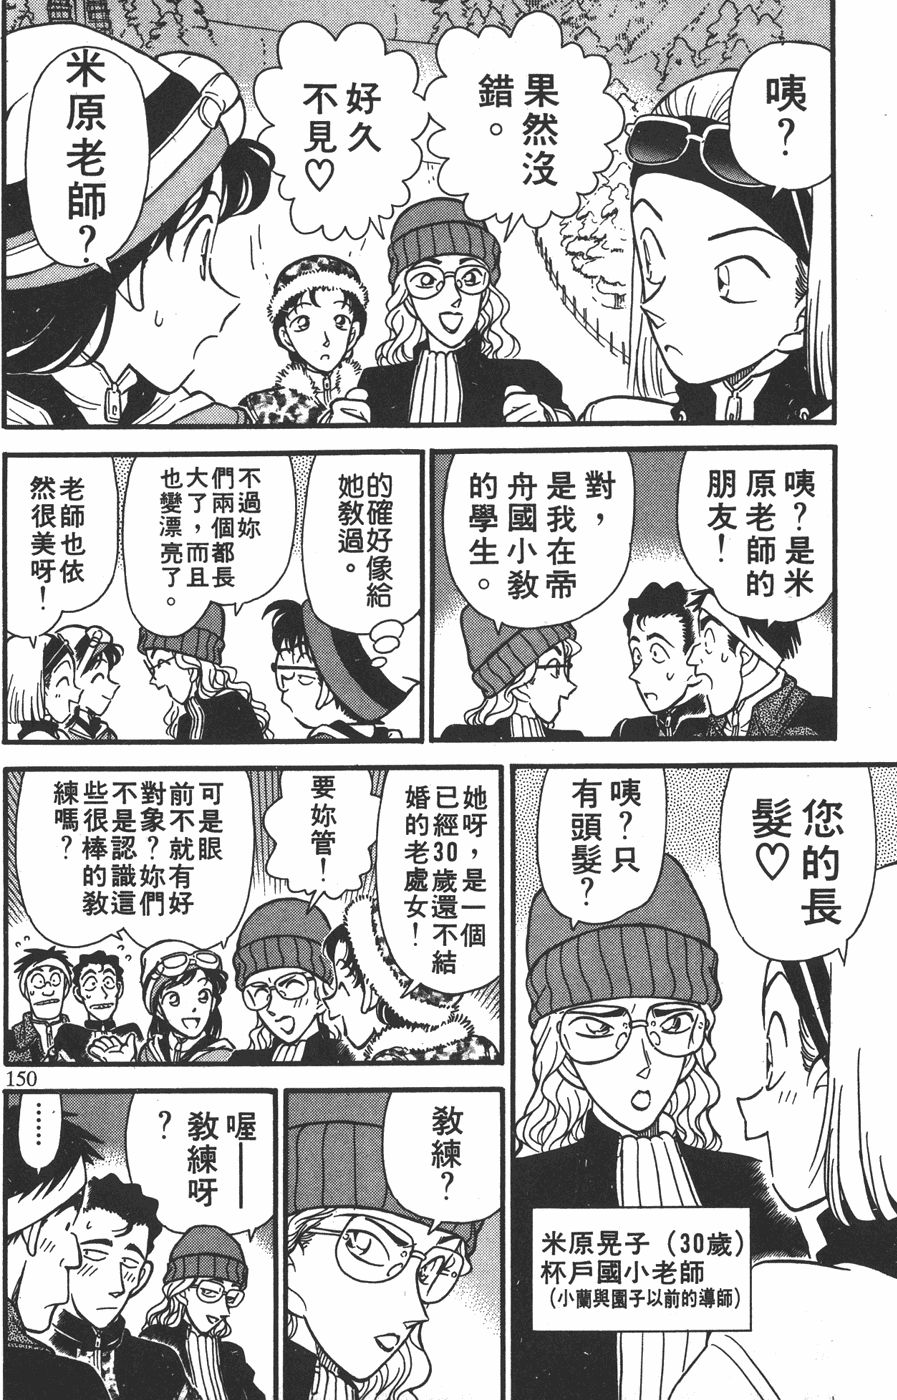 咦?
果然沒
錯。
好久
不見♡
米原老師?
咦?是米
原老師的
朋友!
對,
是我在帝
舟國小教
的學生。
的確好像給
她教過。
不過妳
們兩個都長
大了,而且
也變漂亮了。
老師也依
然很美呀!
您的長
髮♡
咦?只
有頭髮?
米原晃子(30歲)
杯戶國小老師
(小蘭與園子以前的導師)
她呀,是一個
已經30歲還不結
婚的老處女!
要妳管!
可是眼
前不就有好
對象?妳們
不是認識這
些很棒的教
練嗎?
150
教練?
喔——
教練呀
?
……